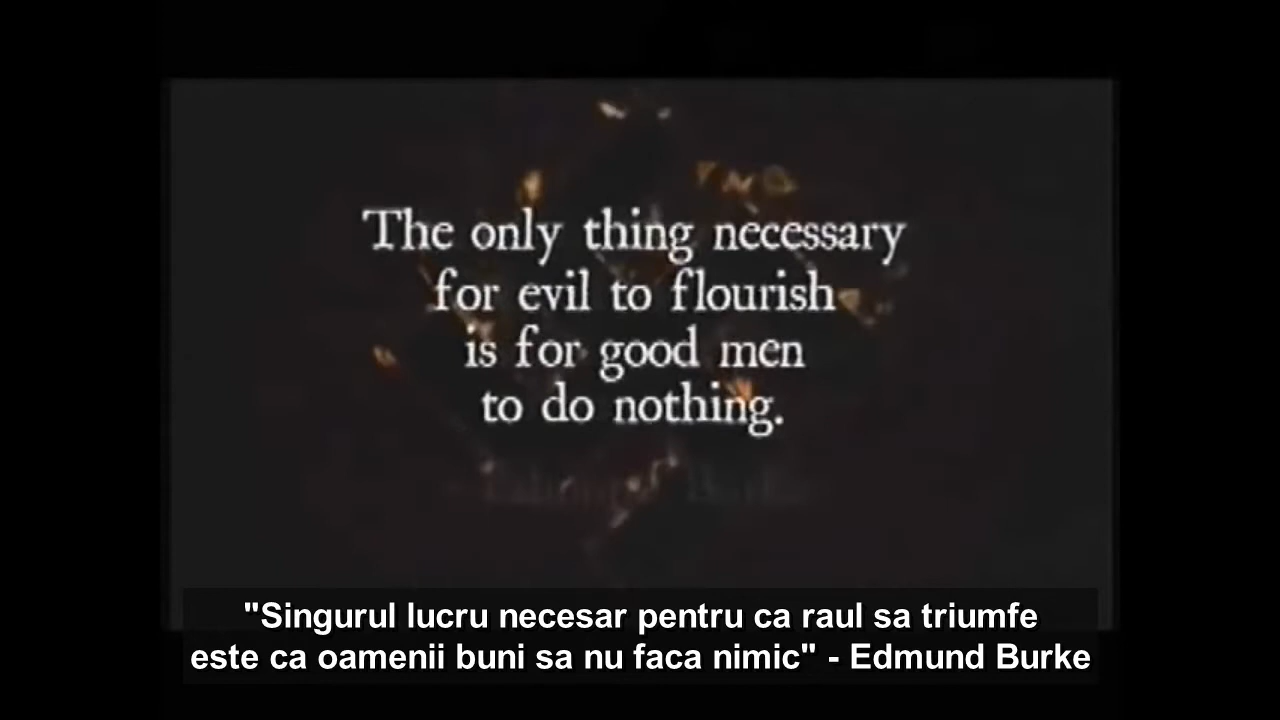 The only thing necessary
for evil to flourish
is for good men
to do nothing.
"Singurul lucru necesar pentru ca raul sa triumfe
este ca oamenii buni sa nu faca nimic" - Edmund Burke